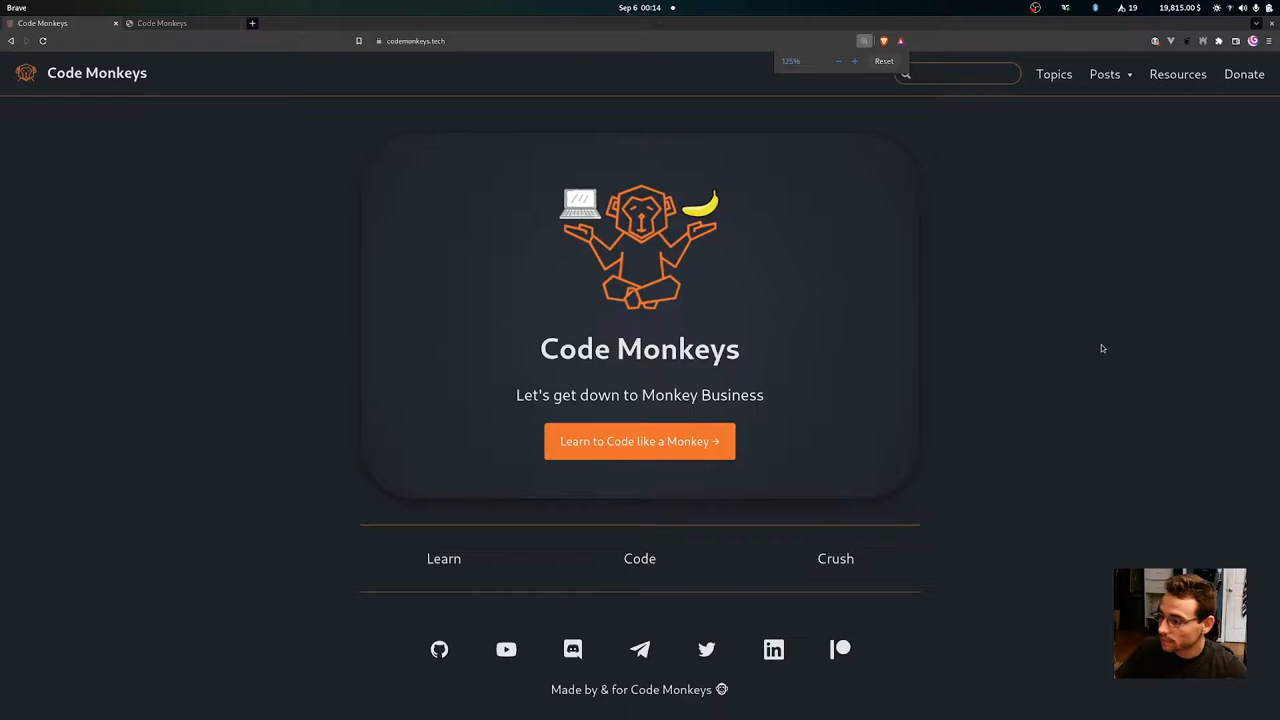 Brave
Sep 6 00:14
19
19,815.00 $
Code Monkeys
Code Monkeys
codemonkeys.tech
125%
Reset
Code Monkeys
Topics
Posts
Resources
Donate
Code Monkeys
Let's get down to Monkey Business
Learn to Code like a Monkey →
Learn
Code
Crush
Made by & for Code Monkeys